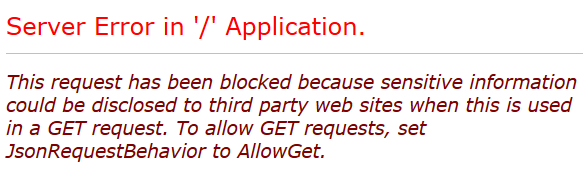 Server Error in '/' Application.
This request has been blocked because sensitive information
could be disclosed to third party web sites when this is used
in a GET request. To allow GET requests, set
JsonRequestBehavior to AllowGet.